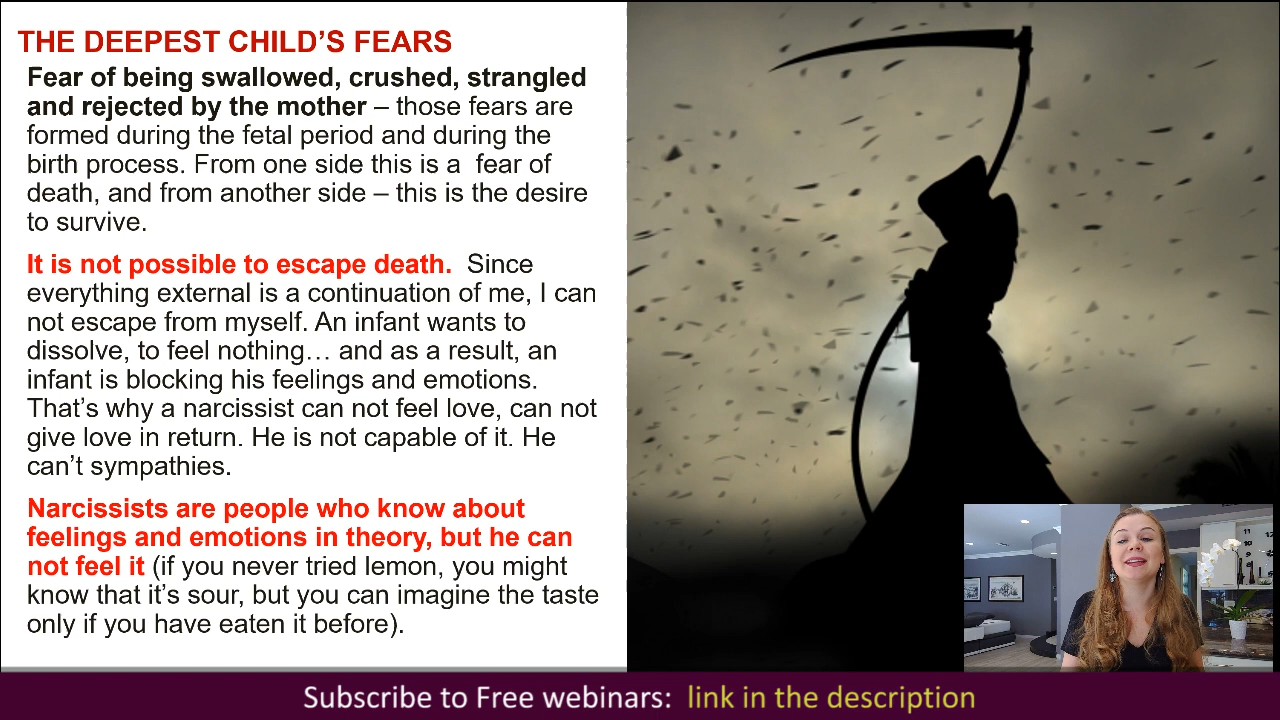 THE DEEPEST CHILD'S FEARS
Fear of being swallowed, crushed, strangled
and rejected by the mother – those fears are
formed during the fetal period and during the
birth process. From one side this is a  fear of
death, and from another side – this is the desire
to survive.
It is not possible to escape death.  Since
everything external is a continuation of me, I can
not escape from myself. An infant wants to
dissolve, to feel nothing… and as a result, an
infant is blocking his feelings and emotions.
That's why a narcissist can not feel love, can not
give love in return. He is not capable of it. He
can't sympathies.
Narcissists are people who know about
feelings and emotions in theory, but he can
not feel it (if you never tried lemon, you might
know that it's sour, but you can imagine the taste
only if you have eaten it before).
Subscribe to Free webinars:  link in the description